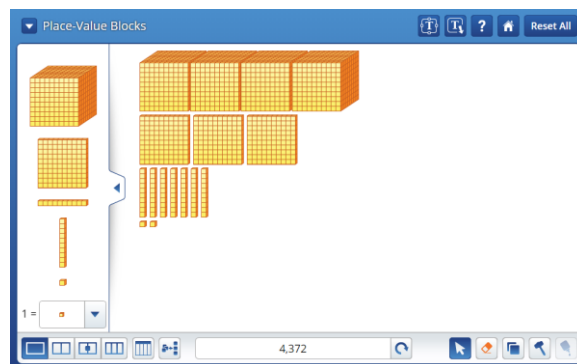 Place-Value Blocks
T T ? Reset All
1 =
4,372